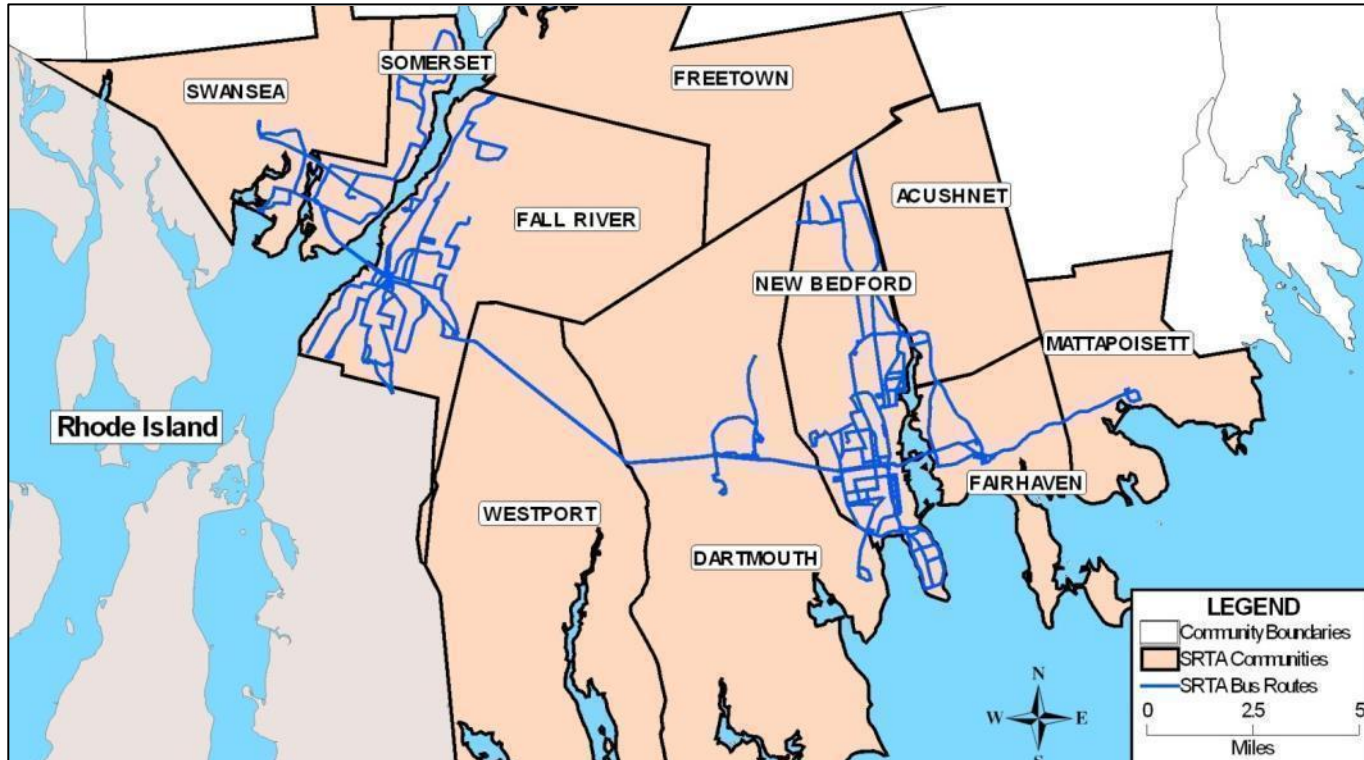 SOMERSET
SWANSEA
FREETOWN
ACUSHNET
FALL RIVER
NEW BEDFORD
MATTAPOISETT
Rhode Island
FAIRHAVEN
WESTPORT
DARTMOUTH
LEGEND
Community Boundaries
SRTA Communities
SRTA Bus Routes
0 2.5 5
Miles
N
W E
S